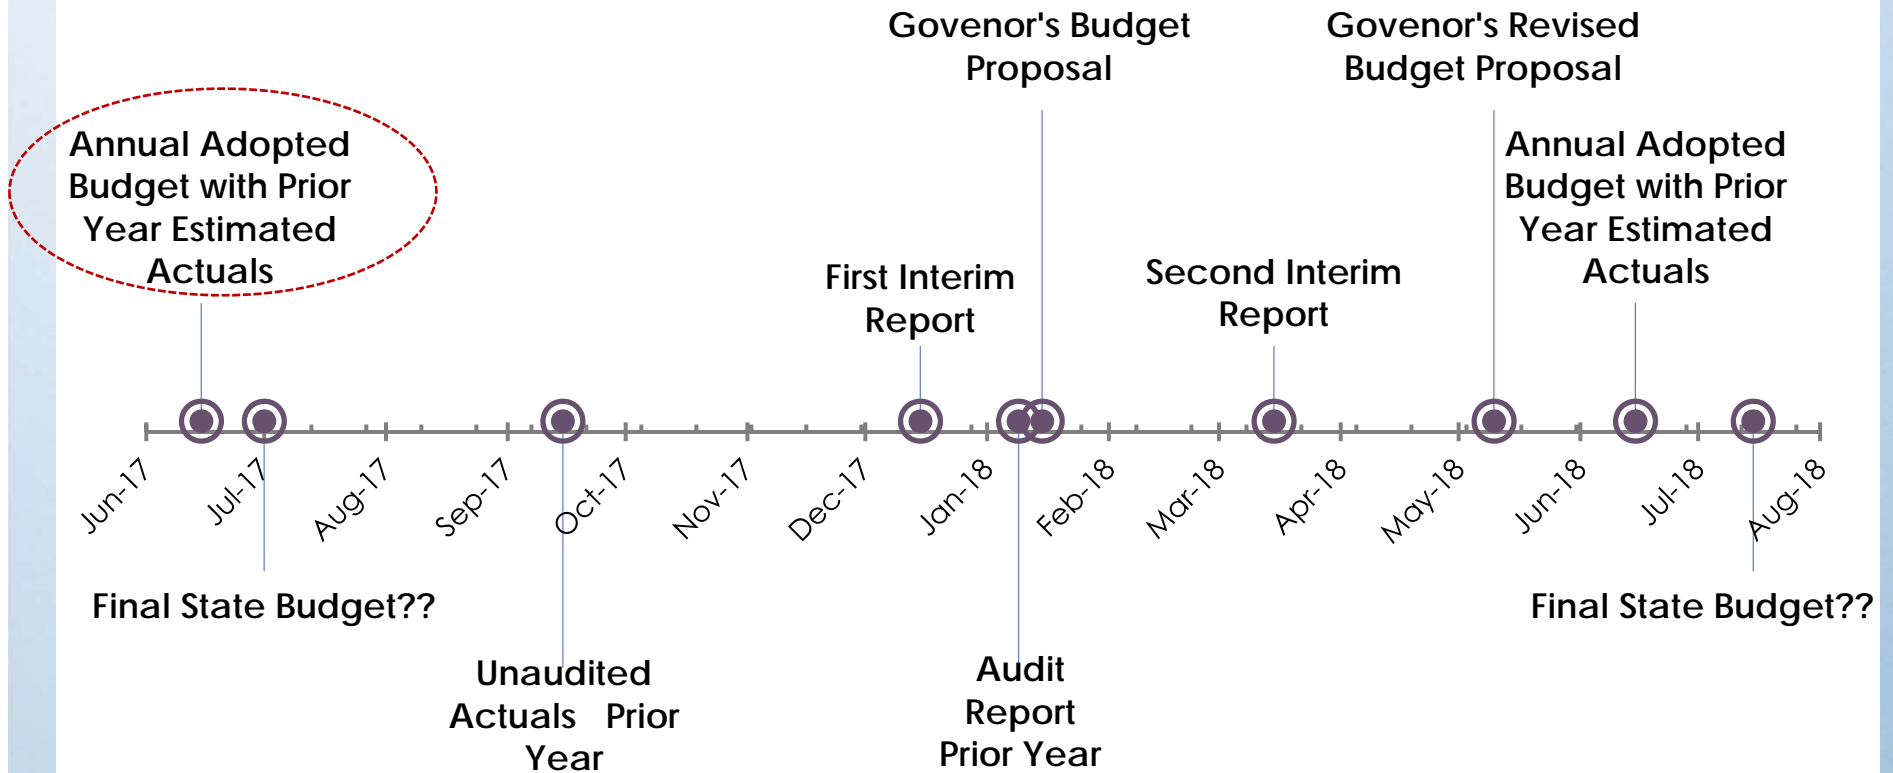 Govenor's Budget
Proposal
Govenor's Revised
Budget Proposal
Annual Adopted
Budget with Prior
Year Estimated
Actuals
Annual Adopted
Budget with Prior
Year Estimated
Actuals
First Interim
Report
Second Interim
Report
Jun-17
Jul-17
Aug-17
Sep-17
Oct-17
Nov-17
Dec-17
Jan-18
Feb-18
Mar-18
Apr-18
May-18
Jun-18
Jul-18
Aug-18
Final State Budget??
Final State Budget??
Unaudited
Actuals Prior
Year
Audit
Report
Prior Year